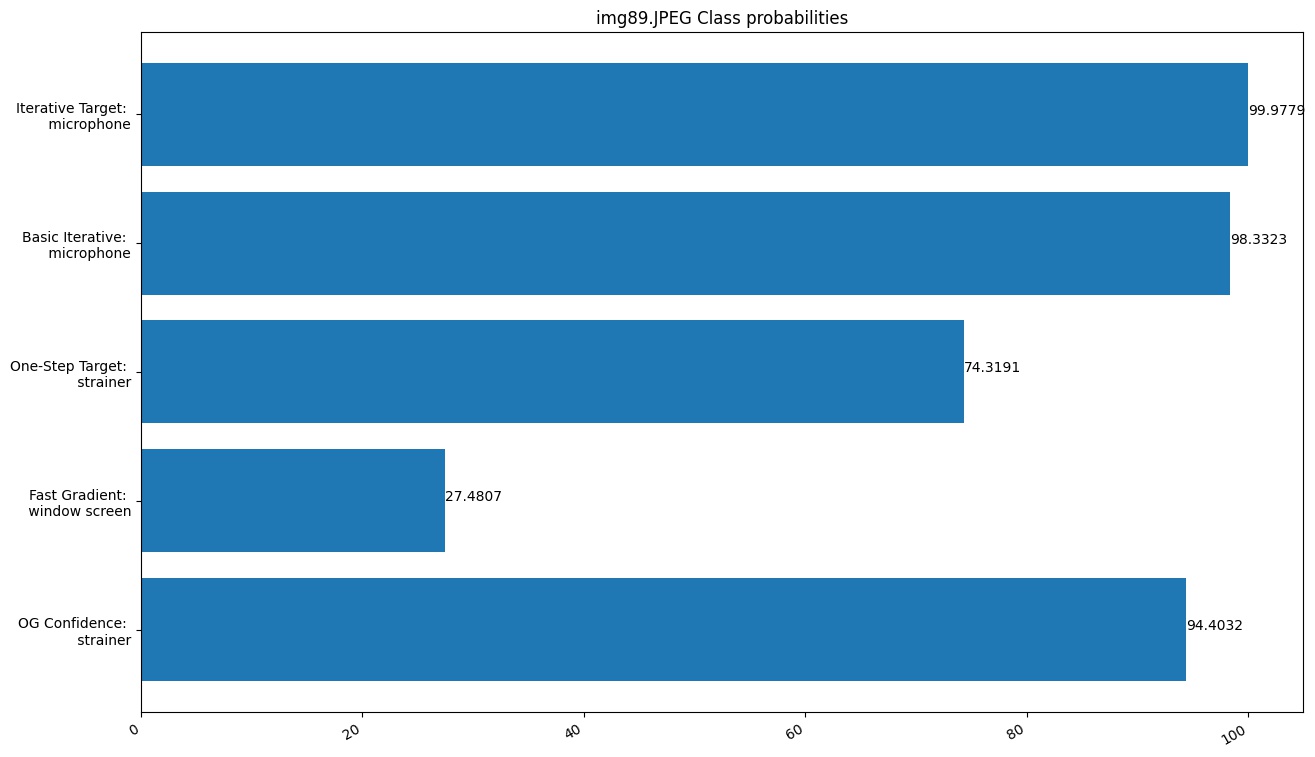 img89.JPEG Class probabilities
Iterative Target:
microphone
99.9779
Basic Iterative:
microphone
98.3323
One-Step Target:
strainer
74.3191
Fast Gradient:
window screen
27.4807
OG Confidence:
strainer
94.4032
0
20
40
60
80
100